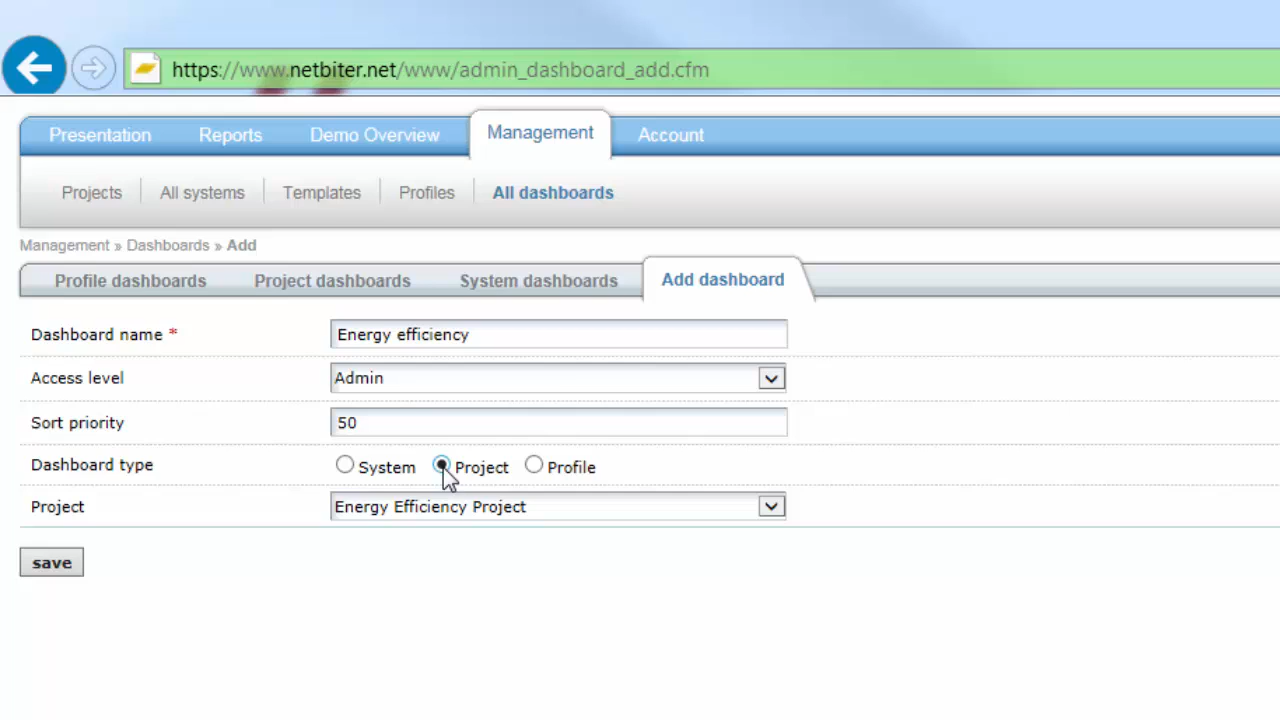 https://www.netbiter.net/www/admin_dashboard_add.cfm
Presentation Reports Demo Overview Management Account
Projects All systems Templates Profiles All dashboards
Management » Dashboards » Add
Profile dashboards Project dashboards System dashboards Add dashboard
Dashboard name * Energy efficiency
Access level Admin
Sort priority 50
Dashboard type System Project Profile
Project Energy Efficiency Project
save